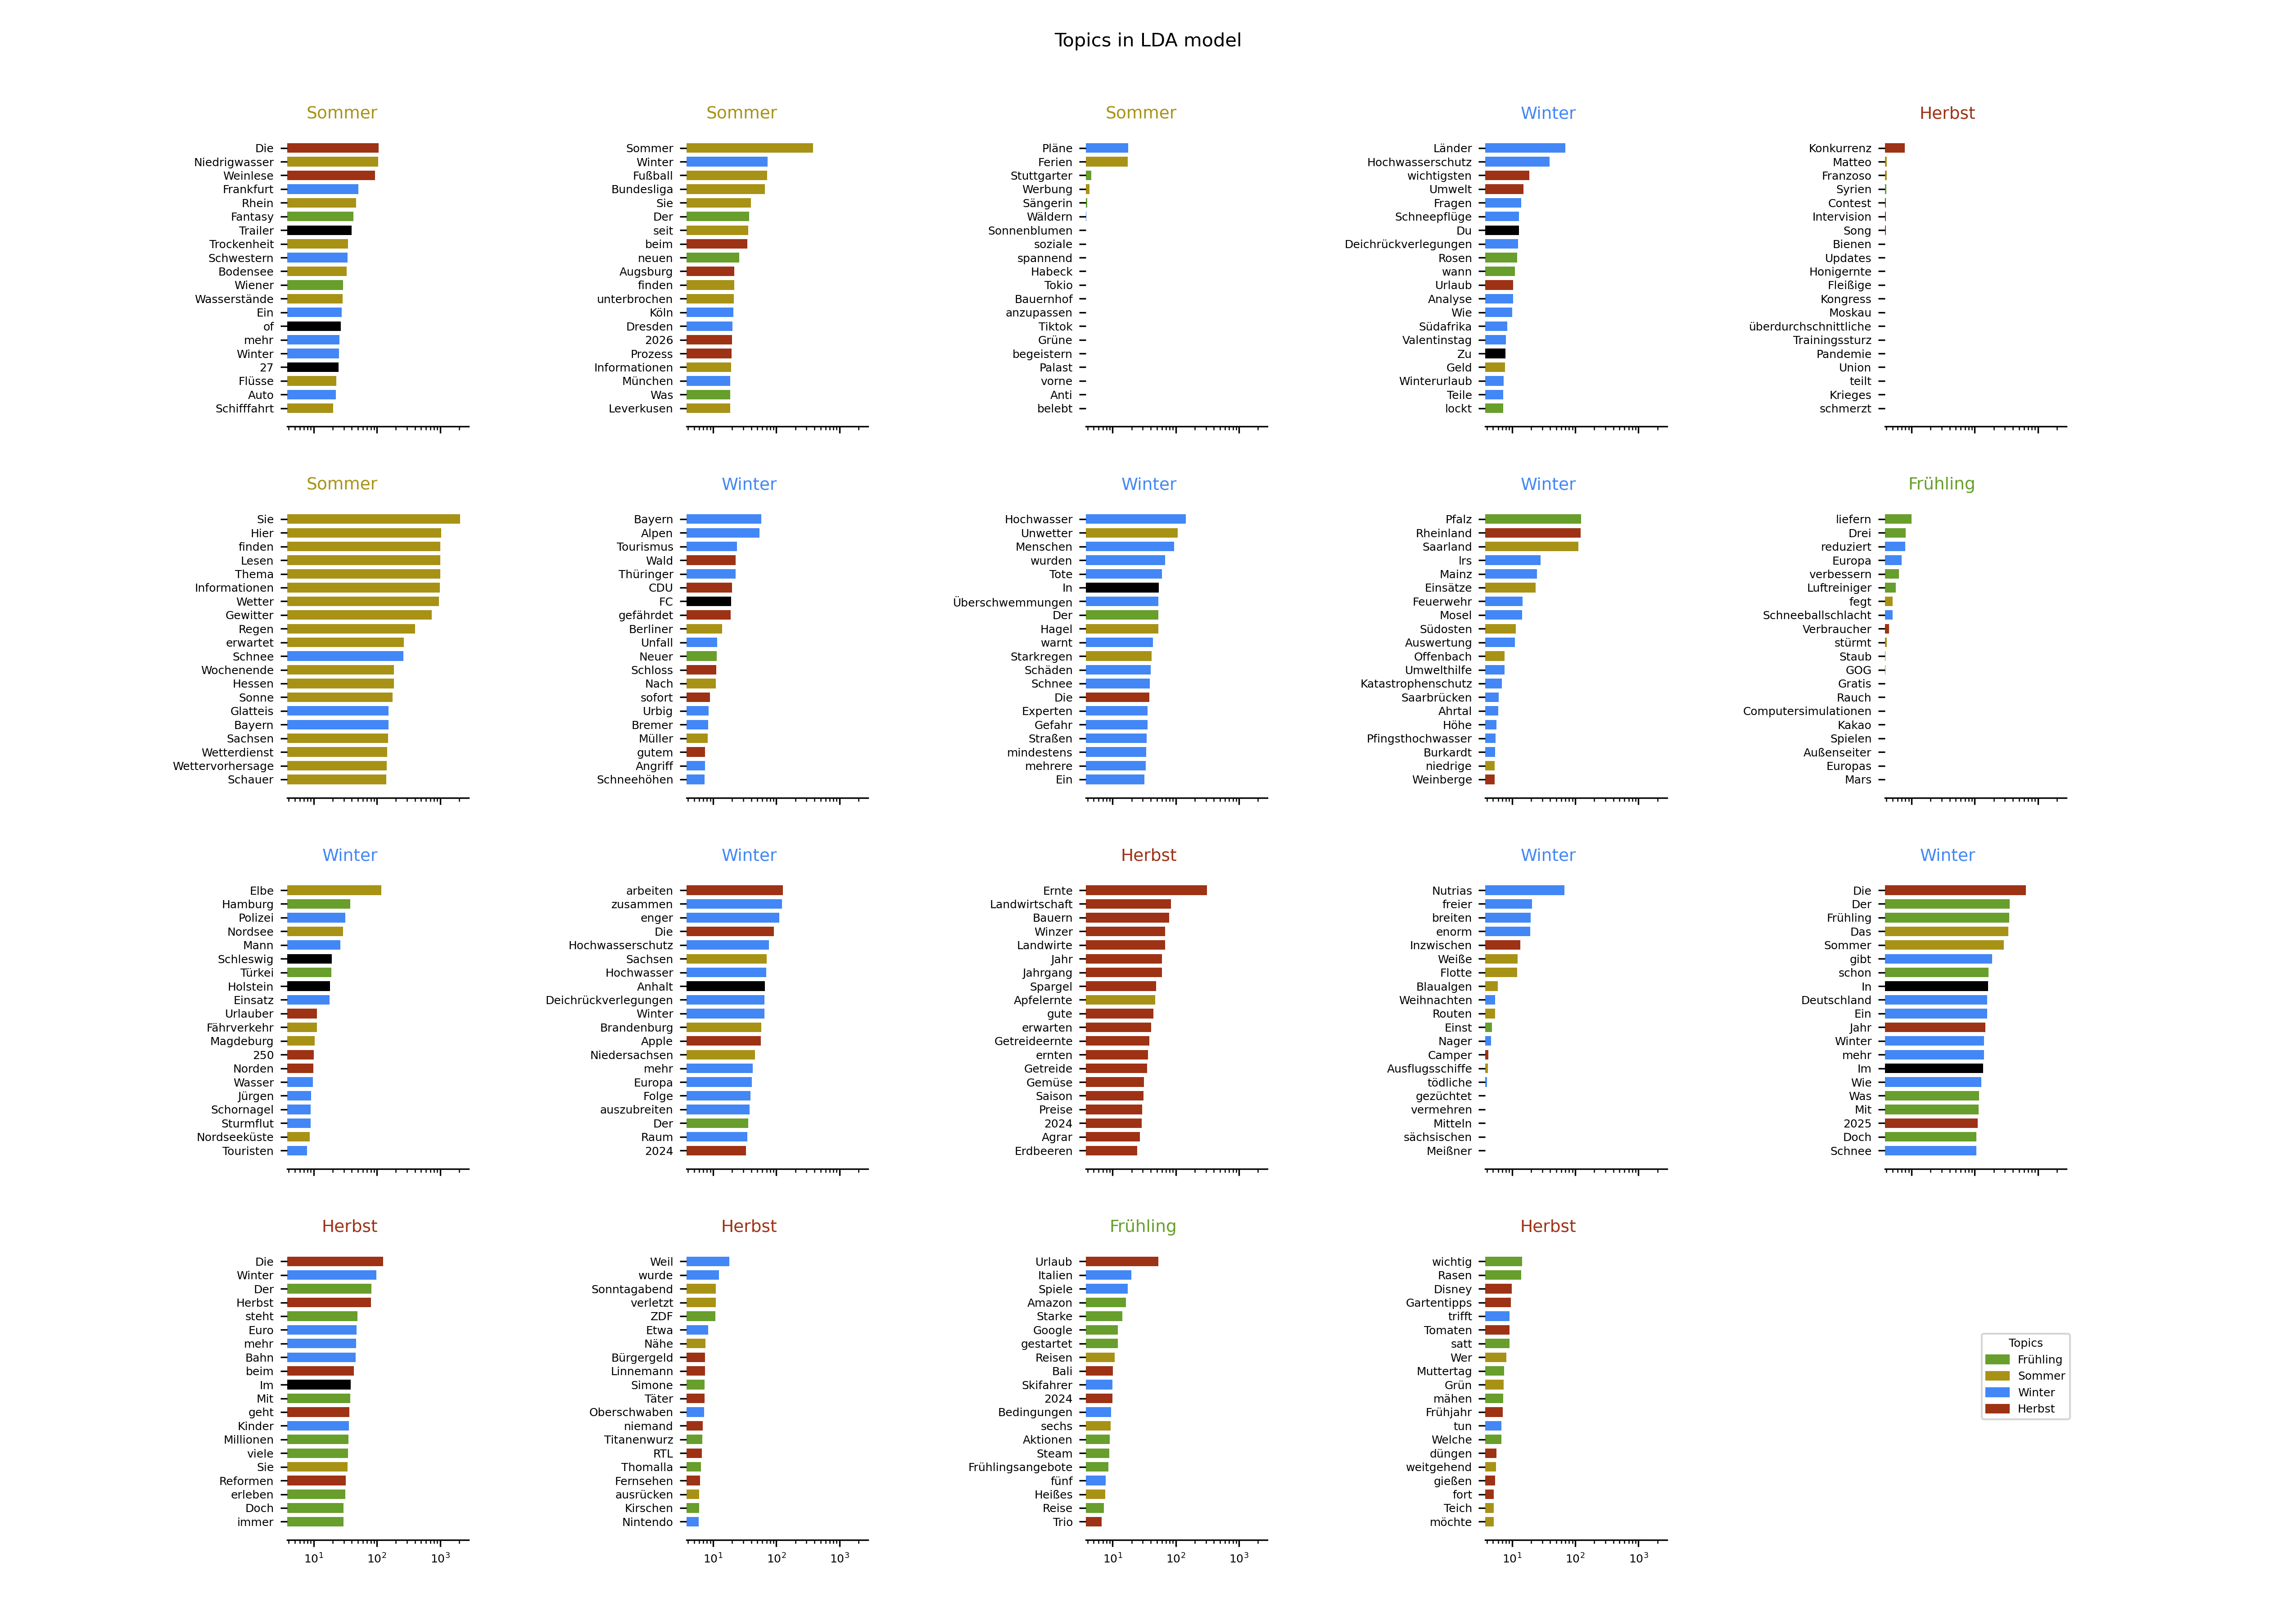 Topics in LDA model
Sommer
Die
Niedrigwasser
Weinlese
Frankfurt
Rhein
Fantasy
Trailer
Trockenheit
Schwestern
Bodensee
Wiener
Wasserstände
Ein
of
mehr
Winter
27
Flüsse
Auto
Schifffahrt
Sommer
Sommer
Winter
Fußball
Bundesliga
Sie
Der
seit
beim
neuen
Augsburg
finden
unterbrochen
Köln
Dresden
2026
Prozess
Informationen
München
Was
Leverkusen
Sommer
Pläne
Ferien
Stuttgarter
Werbung
Sängerin
Wäldern
Sonnenblumen
soziale
spannend
Habeck
Tokio
Bauernhof
anzupassen
Tiktok
Grüne
begeistern
Palast
vorne
Anti
belebt
Winter
Länder
Hochwasserschutz
wichtigsten
Umwelt
Fragen
Schneepflüge
Du
Deichrückverlegungen
Rosen
wann
Urlaub
Analyse
Wie
Südafrika
Valentinstag
Zu
Geld
Winterurlaub
Teile
lockt
Herbst
Konkurrenz
Matteo
Franzoso
Syrien
Contest
Intervision
Song
Bienen
Updates
Honigernte
Fleißige
Kongress
Moskau
überdurchschnittliche
Trainingssturz
Pandemie
Union
teilt
Krieges
schmerzt
Sommer
Sie
Hier
finden
Lesen
Thema
Informationen
Wetter
Gewitter
Regen
erwartet
Schnee
Wochenende
Hessen
Sonne
Glatteis
Bayern
Sachsen
Wetterdienst
Wettervorhersage
Schauer
Winter
Bayern
Alpen
Tourismus
Wald
Thüringer
CDU
FC
gefährdet
Berliner
Unfall
Neuer
Schloss
Nach
sofort
Urbig
Bremer
Müller
gutem
Angriff
Schneehöhen
Winter
Hochwasser
Unwetter
Menschen
wurden
Tote
In
Überschwemmungen
Der
Hagel
warnt
Starkregen
Schäden
Schnee
Die
Experten
Gefahr
Straßen
mindestens
mehrere
Ein
Winter
Pfalz
Rheinland
Saarland
Irs
Mainz
Einsätze
Feuerwehr
Mosel
Südosten
Auswertung
Offenbach
Umwelthilfe
Katastrophenschutz
Saarbrücken
Ahrtal
Höhe
Pfingsthochwasser
Burkardt
niedrige
Weinberge
Frühling
liefern
Drei
reduziert
Europa
verbessern
Luftreiniger
fegt
Schneeballschlacht
Verbraucher
stürmt
Staub
GOG
Gratis
Rauch
Computersimulationen
Kakao
Spielen
Außenseiter
Europas
Mars
Winter
Elbe
Hamburg
Polizei
Nordsee
Mann
Schleswig
Türkei
Holstein
Einsatz
Urlauber
Fährverkehr
Magdeburg
250
Norden
Wasser
Jürgen
Schornagel
Sturmflut
Nordseeküste
Touristen
Winter
arbeiten
zusammen
enger
Die
Hochwasserschutz
Sachsen
Hochwasser
Anhalt
Deichrückverlegungen
Winter
Brandenburg
Apple
Niedersachsen
mehr
Europa
Folge
auszubreiten
Der
Raum
2024
Herbst
Ernte
Landwirtschaft
Bauern
Winzer
Landwirte
Jahr
Jahrgang
Spargel
Apfelernte
gute
erwarten
Getreideernte
ernten
Getreide
Gemüse
Saison
Preise
2024
Agrar
Erdbeeren
Winter
Nutrias
freier
breiten
enorm
Inzwischen
Weiße
Flotte
Blaualgen
Weihnachten
Routen
Einst
Nager
Camper
Ausflugsschiffe
tödliche
gezüchtet
vermehren
Mitteln
sächsischen
Meißner
Winter
Die
Der
Frühling
Das
Sommer
gibt
schon
In
Deutschland
Ein
Jahr
Winter
mehr
Im
Wie
Was
Mit
2025
Doch
Schnee
Herbst
Die
Winter
Der
Herbst
steht
Euro
mehr
Bahn
beim
Im
Mit
geht
Kinder
Millionen
viele
Sie
Reformen
erleben
Doch
immer
10¹ 10² 10³
Herbst
Weil
wurde
Sonntagabend
verletzt
ZDF
Etwa
Nähe
Bürgergeld
Linnemann
Simone
Täter
Oberschwaben
niemand
Titanenwurz
RTL
Thomalla
Fernsehen
ausrücken
Kirschen
Nintendo
10¹ 10² 10³
Frühling
Urlaub
Italien
Spiele
Amazon
Starke
Google
gestartet
Reisen
Bali
Skifahrer
2024
Bedingungen
sechs
Aktionen
Steam
Frühlingsangebote
fünf
Heißes
Reise
Trio
10¹ 10² 10³
Herbst
wichtig
Rasen
Disney
Gartentipps
trifft
Tomaten
satt
Wer
Muttertag
Grün
mähen
Frühjahr
tun
Welche
düngen
weitgehend
gießen
fort
Teich
möchte
10¹ 10² 10³
Topics
Frühling
Sommer
Winter
Herbst